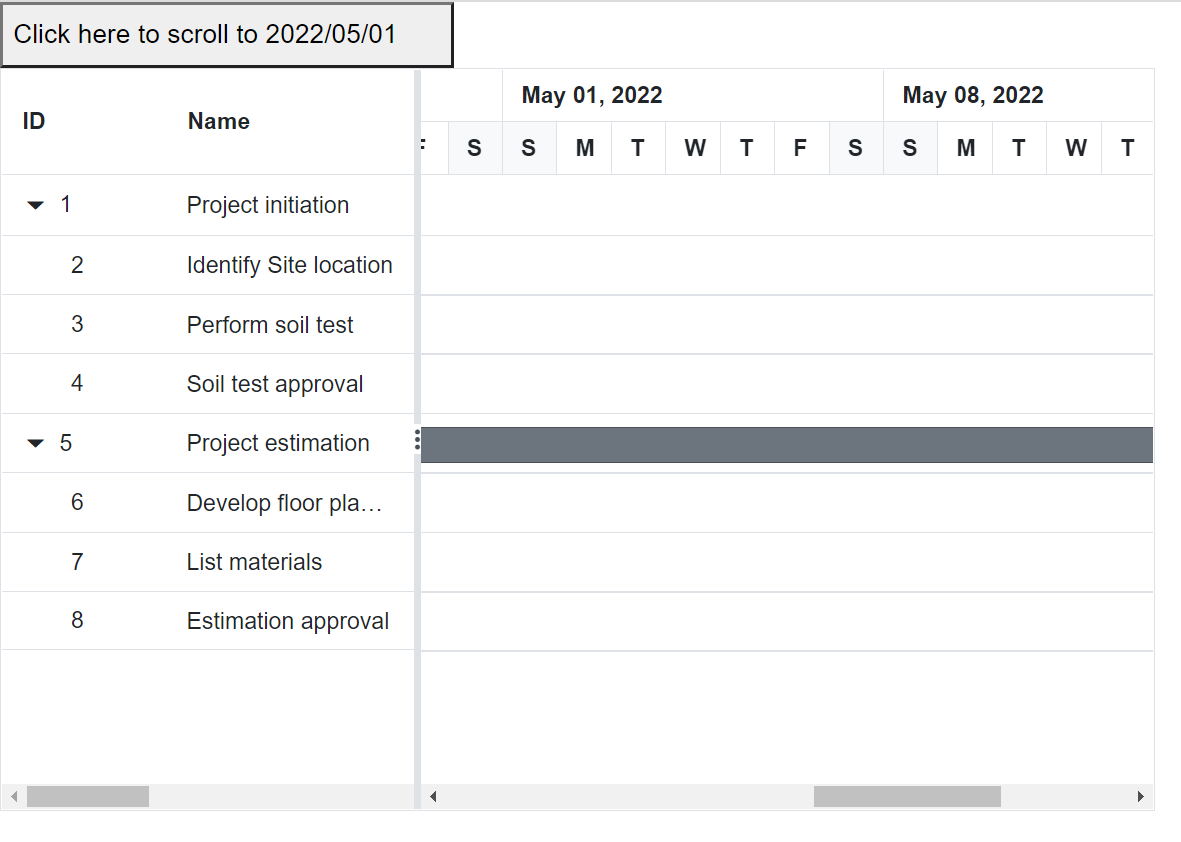 Click here to scroll to 2022/05/01
May 01, 2022 May 08, 2022
ID Name
F S S M T W T F S S M T W T
1 Project initiation
2 Identify Site location
3 Perform soil test
4 Soil test approval
5 Project estimation
6 Develop floor pla…
7 List materials
8 Estimation approval